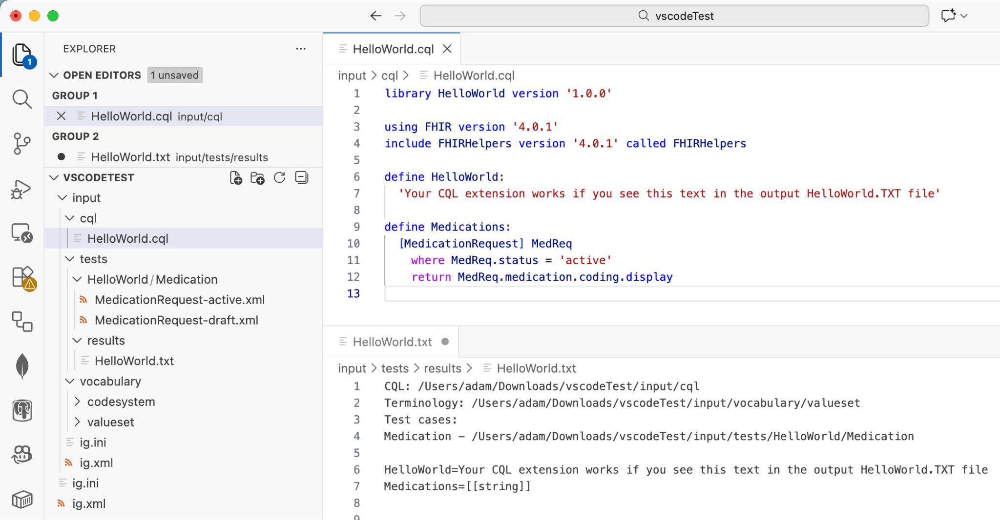 vscodeTest
1
EXPLORER
OPEN EDITORS 1 unsaved
GROUP 1
HelloWorld.cql input/cql
GROUP 2
HelloWorld.txt input/tests/results
VSCODETEST
input
cql
HelloWorld.cql
tests
HelloWorld/Medication
MedicationRequest-active.xml
MedicationRequest-draft.xml
results
HelloWorld.txt
vocabulary
codesystem
valueset
ig.ini
ig.xml
ig.ini
ig.xml
HelloWorld.cql
input > cql > HelloWorld.cql
1 library HelloWorld version '1.0.0'
2
3 using FHIR version '4.0.1'
4 include FHIRHelpers version '4.0.1' called FHIRHelpers
5
6 define HelloWorld:
7 'Your CQL extension works if you see this text in the output HelloWorld.TXT file'
8
9 define Medications:
10 [MedicationRequest] MedReq
11 where MedReq.status = 'active'
12 return MedReq.medication.coding.display
13
HelloWorld.txt
input > tests > results > HelloWorld.txt
1 CQL: /Users/adam/Downloads/vscodeTest/input/cql
2 Terminology: /Users/adam/Downloads/vscodeTest/input/vocabulary/valueset
3 Test cases:
4 Medication - /Users/adam/Downloads/vscodeTest/input/tests/HelloWorld/Medication
5
6 HelloWorld=Your CQL extension works if you see this text in the output HelloWorld.TXT file
7 Medications=[[string]]
8
9